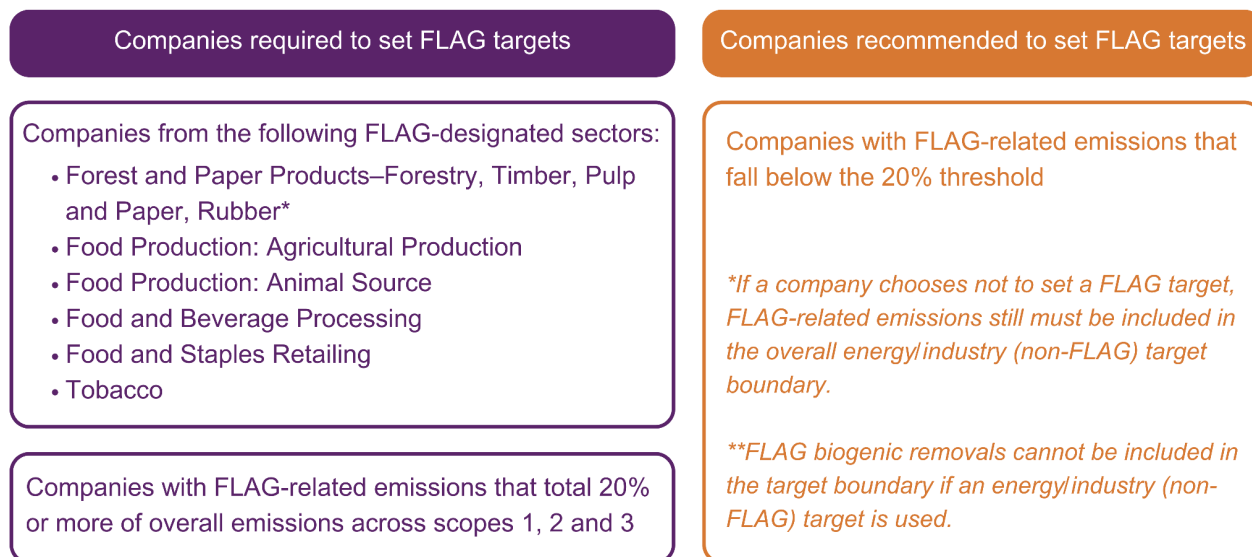 Companies required to set FLAG targets
Companies from the following FLAG-designated sectors:
• Forest and Paper Products–Forestry, Timber, Pulp
and Paper, Rubber*
• Food Production: Agricultural Production
• Food Production: Animal Source
• Food and Beverage Processing
• Food and Staples Retailing
• Tobacco
Companies with FLAG-related emissions that total 20%
or more of overall emissions across scopes 1, 2 and 3
Companies recommended to set FLAG targets
Companies with FLAG-related emissions that
fall below the 20% threshold
*If a company chooses not to set a FLAG target,
FLAG-related emissions still must be included in
the overall energy/industry (non-FLAG) target
boundary.
**FLAG biogenic removals cannot be included in
the target boundary if an energy/industry (non-
FLAG) target is used.